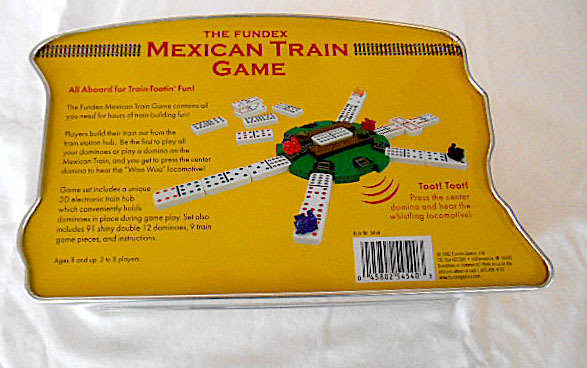 THE FUNDEX
MEXICAN TRAIN
GAME
All Aboard for Train-Tootin' Fun!
The Fundex Mexican Train Game contains all
you need for hours of train building fun!
Players build their train out from the
train station hub. Be the first to play all
your dominoes or play a domino on the
Mexican Train, and you get to press the center
domino to hear the "Woo Woo" locomotive!
Game set includes a unique
3D electronic train hub
which conveniently holds
dominoes in place during game play. Set also
includes 91 shiny double 12 dominoes, 9 train
game pieces, and instructions.
Ages 8 and up. 2 to 8 players.
Toot! Toot!
Press the center
domino and hear the
whistling locomotive!
0 45802 54540